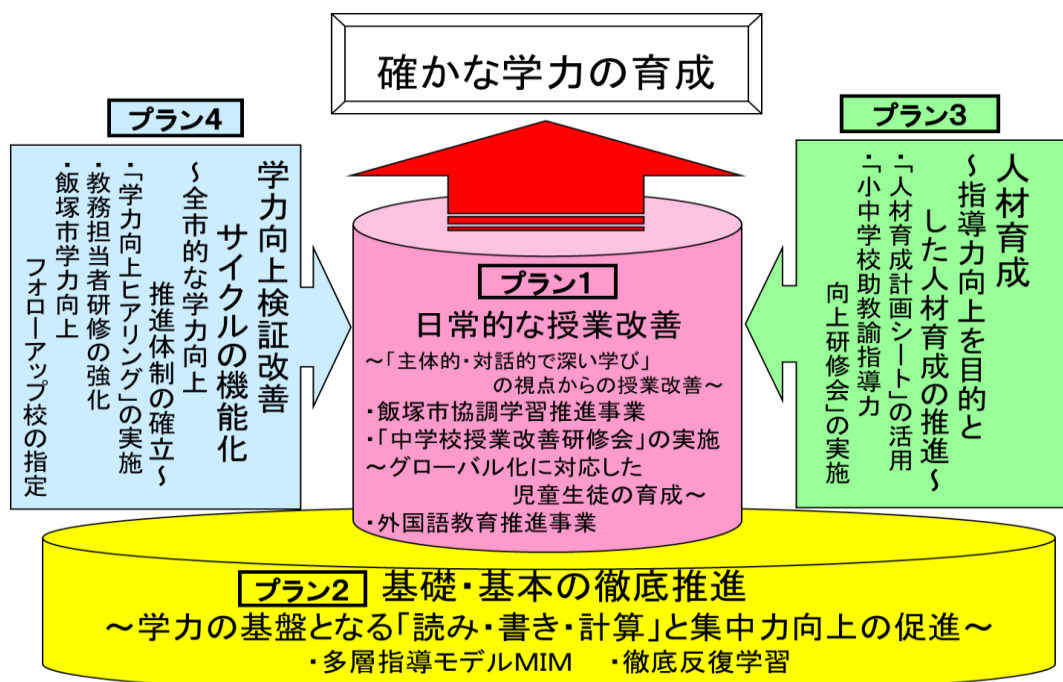 確かな学力の育成
プラン4
学力向上検証改善
サイクルの機能化
～全市的な学力向上
推進体制の確立～
・「学力向上ヒアリング」の実施
・教務担当者研修の強化
・飯塚市学力向上
フォローアップ校の指定
プラン3
人材育成
～指導力向上を目的と
した人材育成の推進～
・「人材育成計画シート」の活用
・「小中学校助教諭指導力
向上研修会」の実施
プラン1
日常的な授業改善
～「主体的・対話的で深い学び」
の視点からの授業改善～
・飯塚市協調学習推進事業
・「中学校授業改善研修会」の実施
～グローバル化に対応した
児童生徒の育成～
・外国語教育推進事業
プラン2 基礎・基本の徹底推進
～学力の基盤となる「読み・書き・計算」と集中力向上の促進～
・多層指導モデルMIM ・徹底反復学習